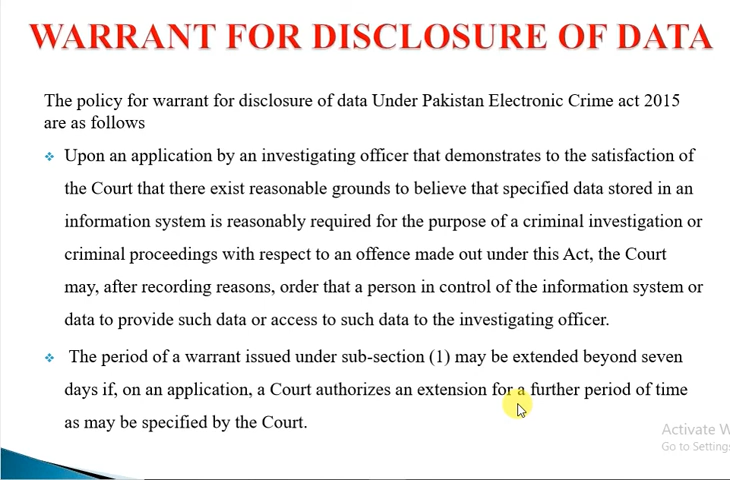 WARRANT FOR DISCLOSURE OF DATA
The policy for warrant for disclosure of data Under Pakistan Electronic Crime act 2015
are as follows
Upon an application by an investigating officer that demonstrates to the satisfaction of
the Court that there exist reasonable grounds to believe that specified data stored in an
information system is reasonably required for the purpose of a criminal investigation or
criminal proceedings with respect to an offence made out under this Act, the Court
may, after recording reasons, order that a person in control of the information system or
data to provide such data or access to such data to the investigating officer.
The period of a warrant issued under sub-section (1) may be extended beyond seven
days if, on an application, a Court authorizes an extension for a further period of time
as may be specified by the Court.
Activate W
Go to Setting